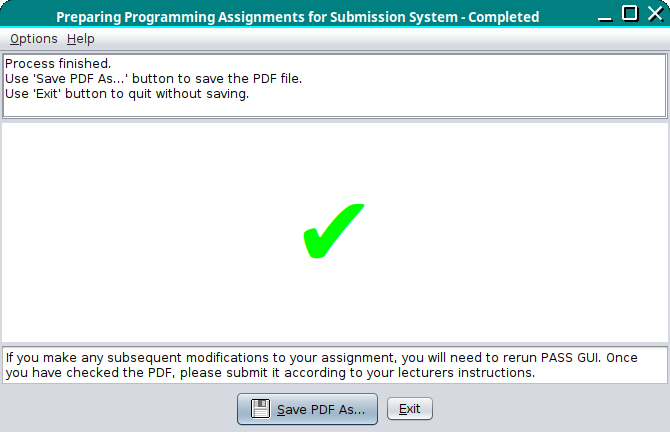 Preparing Programming Assignments for Submission System - Completed
Options Help
Process finished.
Use 'Save PDF As...' button to save the PDF file.
Use 'Exit' button to quit without saving.
If you make any subsequent modifications to your assignment, you will need to rerun PASS GUI. Once
you have checked the PDF, please submit it according to your lecturers instructions.
Save PDF As... Exit